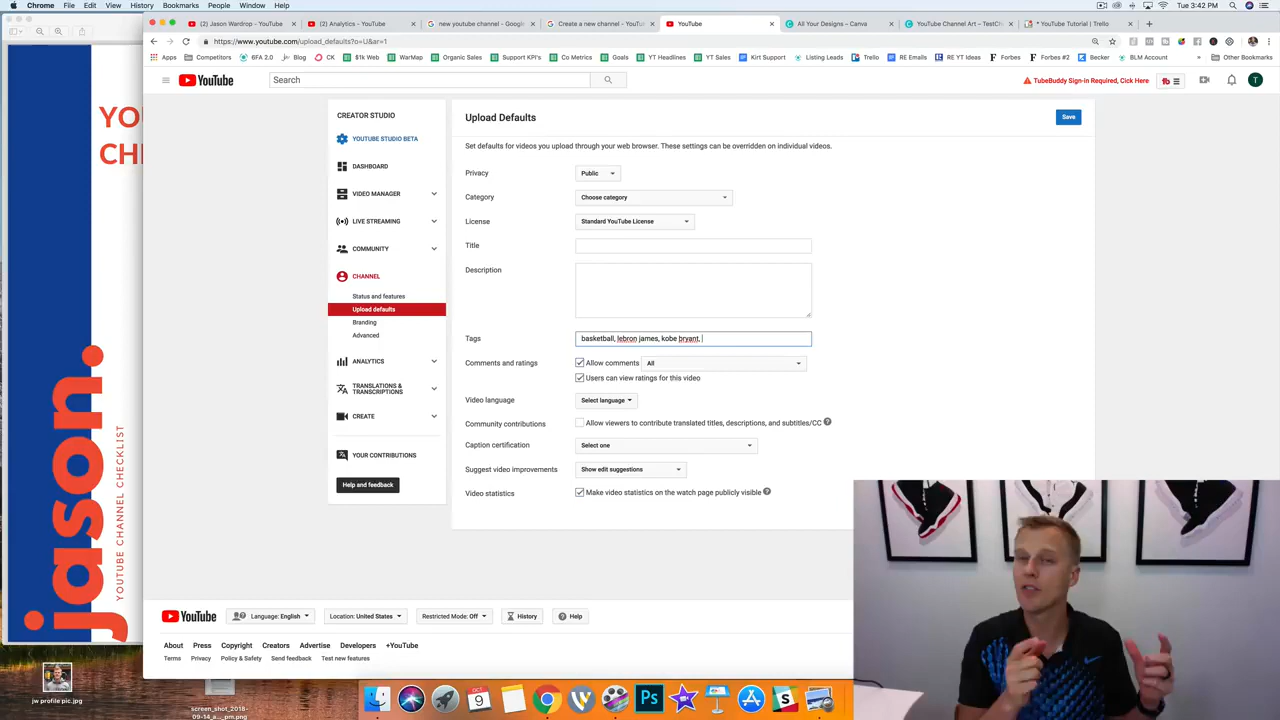 Chrome File Edit View History Bookmarks People Window Help
Tue 3:42 PM
(2) Jason Wardrop - YouTube
(2) Analytics - YouTube
new youtube channel - Google
Create a new channel - YouTube
YouTube
All Your Designs - Canva
YouTube Channel Art – TestCh
* YouTube Tutorial | Trello
https://www.youtube.com/upload_defaults?o=U&ar=1
Apps Competitors 6FA 2.0 Blog CK $1k Web WarMap Organic Sales Support KPI's Co Metrics Goals YT Headlines YT Sales Kirt Support Listing Leads Trello RE Emails RE YT Ideas Forbes Forbes #2 Becker BLM Account » Other Bookmarks
YouTube
Search
TubeBuddy Sign-in Required, Click Here
T
CREATOR STUDIO
YOUTUBE STUDIO BETA
DASHBOARD
VIDEO MANAGER
LIVE STREAMING
COMMUNITY
CHANNEL
Status and features
Upload defaults
Branding
Advanced
ANALYTICS
TRANSLATIONS &
TRANSCRIPTIONS
CREATE
YOUR CONTRIBUTIONS
Help and feedback
Upload Defaults
Save
Set defaults for videos you upload through your web browser. These settings can be overridden on individual videos.
Privacy Public
Category Choose category
License Standard YouTube License
Title
Description
Tags basketball, lebron james, kobe bryant,
Comments and ratings Allow comments All
Users can view ratings for this video
Video language Select language
Community contributions Allow viewers to contribute translated titles, descriptions, and subtitles/CC ?
Caption certification Select one
Suggest video improvements Show edit suggestions
Video statistics Make video statistics on the watch page publicly visible ?
YouTube Language: English Location: United States Restricted Mode: Off History Help
About Press Copyright Creators Advertise Developers +YouTube
Terms Privacy Policy & Safety Send feedback Test new features
YOU
CHE
jason.
YOUTUBE CHANNEL CHECKLIST
jw profile pic.jpg
screen_shot_2018-
09-14_a..._pm.png
OCT
9
Ps
S